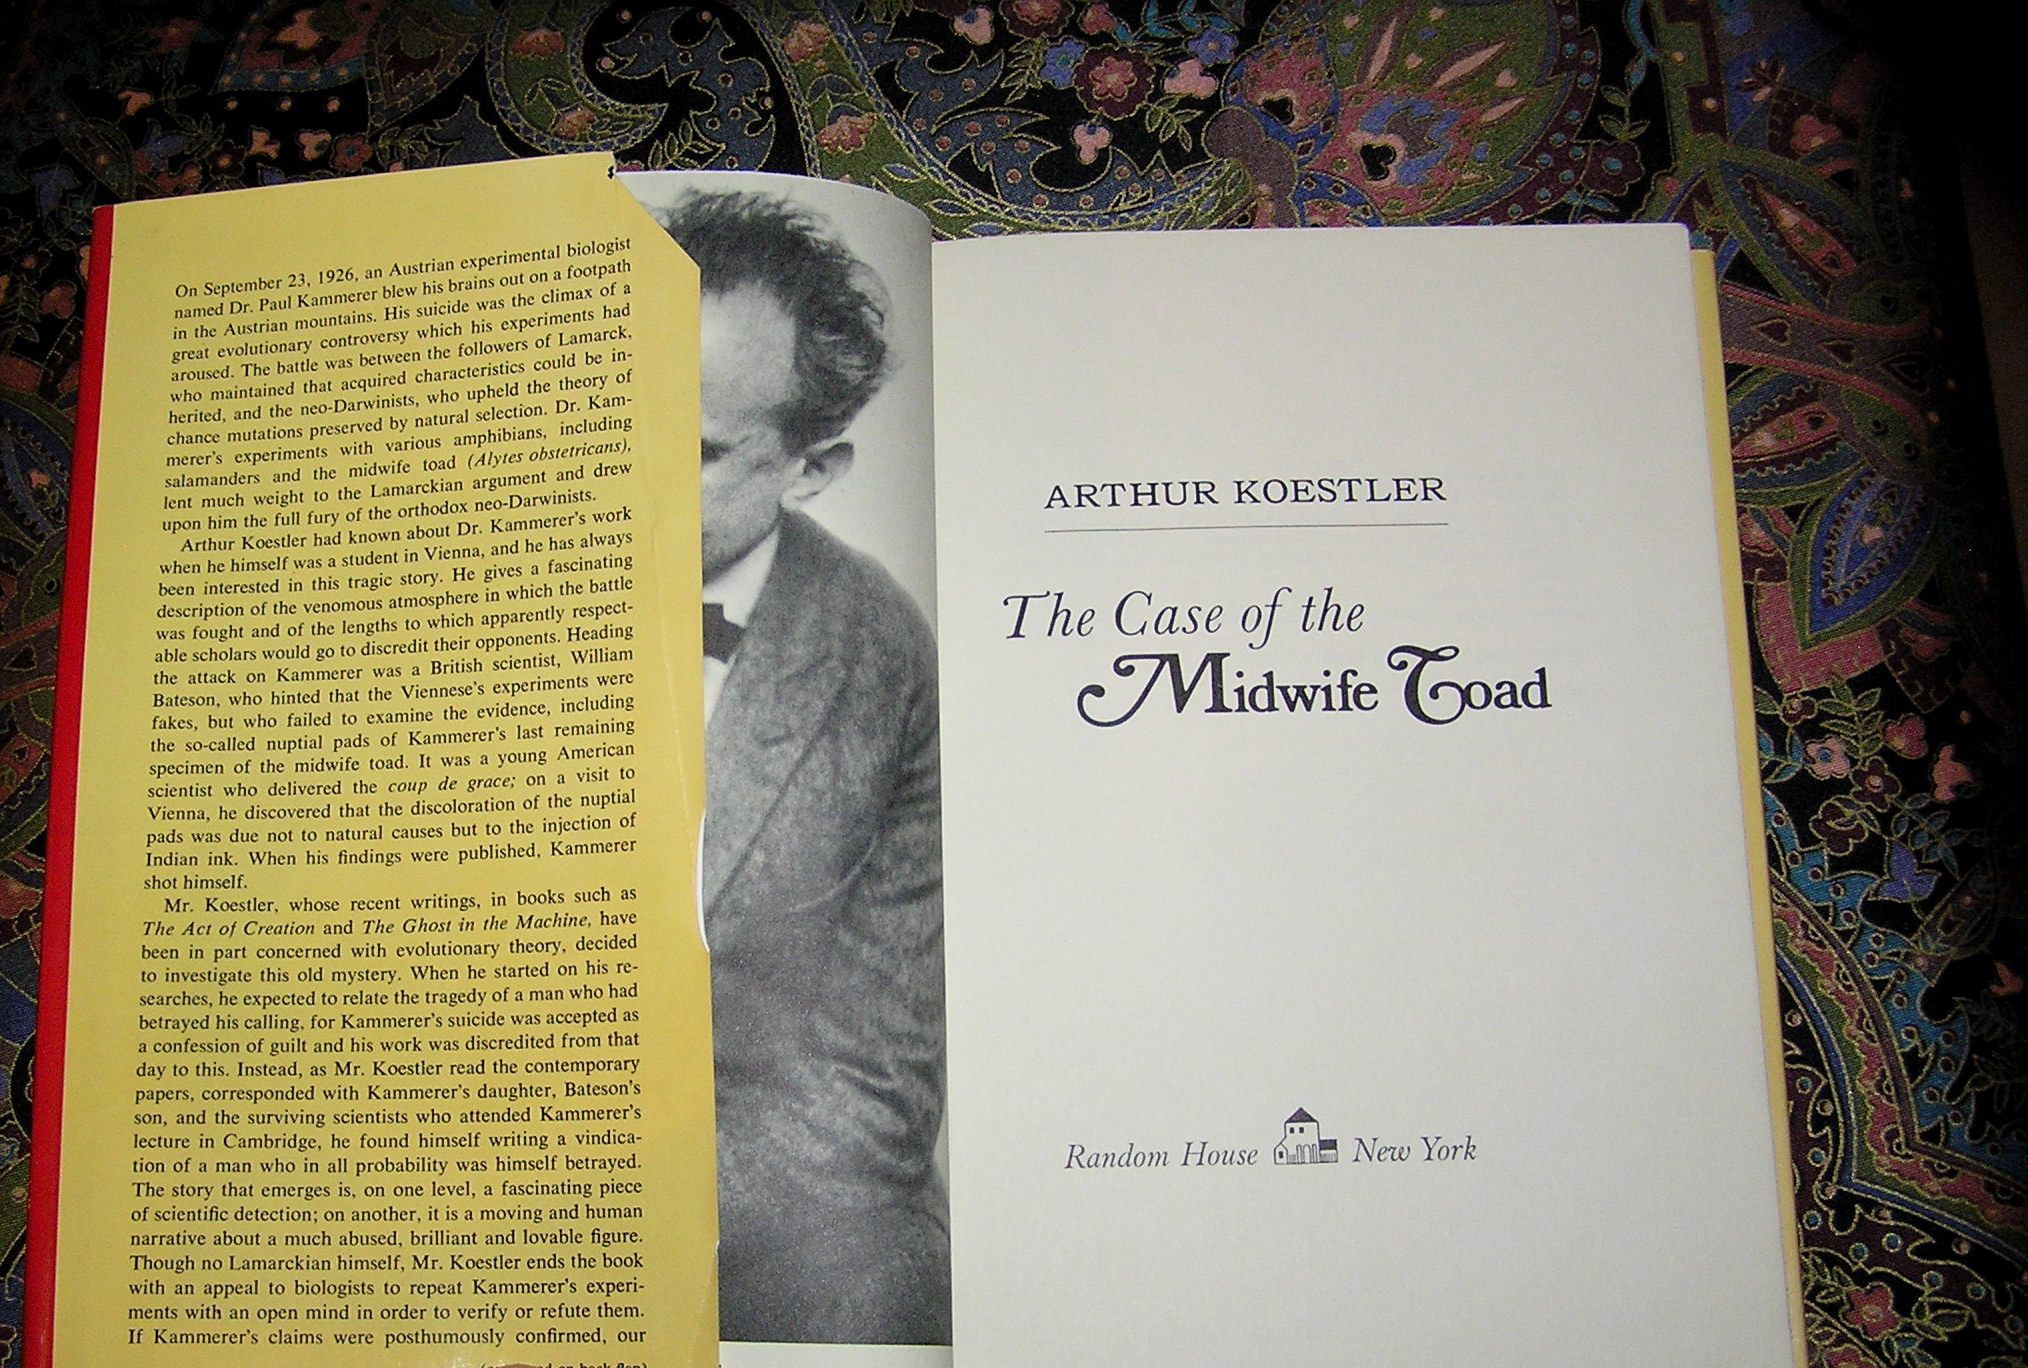 On September 23, 1926, an Austrian experimental biologist
named Dr. Paul Kammerer blew his brains out on a footpath
in the Austrian mountains. His suicide was the climax of a
great evolutionary controversy which his experiments had
aroused. The battle was between the followers of Lamarck,
who maintained that acquired characteristics could be in-
herited, and the neo-Darwinists, who upheld the theory of
chance mutations preserved by natural selection. Dr. Kam-
merer's experiments with various amphibians, including
salamanders and the midwife toad (Alytes obstetricans),
lent much weight to the Lamarckian argument and drew
upon him the full fury of the orthodox neo-Darwinists.
Arthur Koestler had known about Dr. Kammerer's work
when he himself was a student in Vienna, and he has always
been interested in this tragic story. He gives a fascinating
description of the venomous atmosphere in which the battle
was fought and of the lengths to which apparently respect-
able scholars would go to discredit their opponents. Heading
the attack on Kammerer was a British scientist, William
Bateson, who hinted that the Viennese's experiments were
fakes, but who failed to examine the evidence, including
the so-called nuptial pads of Kammerer's last remaining
specimen of the midwife toad. It was a young American
scientist who delivered the coup de grace; on a visit to
Vienna, he discovered that the discoloration of the nuptial
pads was due not to natural causes but to the injection of
Indian ink. When his findings were published, Kammerer
shot himself.
Mr. Koestler, whose recent writings, in books such as
The Act of Creation and The Ghost in the Machine, have
been in part concerned with evolutionary theory, decided
to investigate this old mystery. When he started on his re-
searches, he expected to relate the tragedy of a man who had
betrayed his calling, for Kammerer's suicide was accepted as
a confession of guilt and his work was discredited from that
day to this. Instead, as Mr. Koestler read the contemporary
papers, corresponded with Kammerer's daughter, Bateson's
son, and the surviving scientists who attended Kammerer's
lecture in Cambridge, he found himself writing a vindica-
tion of a man who in all probability was himself betrayed.
The story that emerges is, on one level, a fascinating piece
of scientific detection; on another, it is a moving and human
narrative about a much abused, brilliant and lovable figure.
Though no Lamarckian himself, Mr. Koestler ends the book
with an appeal to biologists to repeat Kammerer's experi-
ments with an open mind in order to verify or refute them.
If Kammerer's claims were posthumously confirmed, our
on back flap)
ARTHUR KOESTLER
The Case of the
Midwife Toad
Random House New York